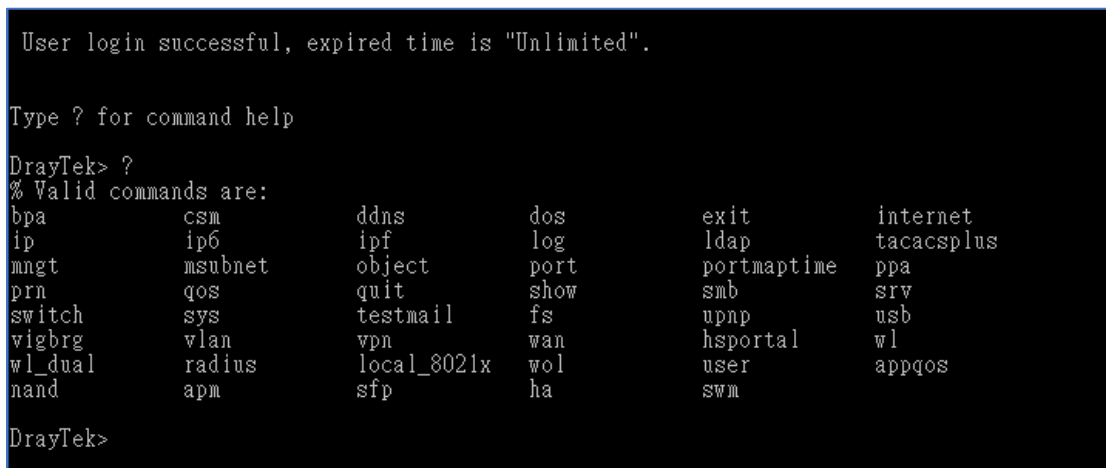 User login successful, expired time is "Unlimited".
Type ? for command help
DrayTek> ?
% Valid commands are:
bpa csm ddns dos exit internet
ip ip6 ipf log ldap tacacsplus
mngt msubnet object port portmaptime ppa
prn qos quit show smb srv
switch sys testmail fs upnp usb
vigbrg vlan vpn wan hsportal wl
wl_dual radius local_8021x wol user appqos
nand apm sfp ha swm
DrayTek>